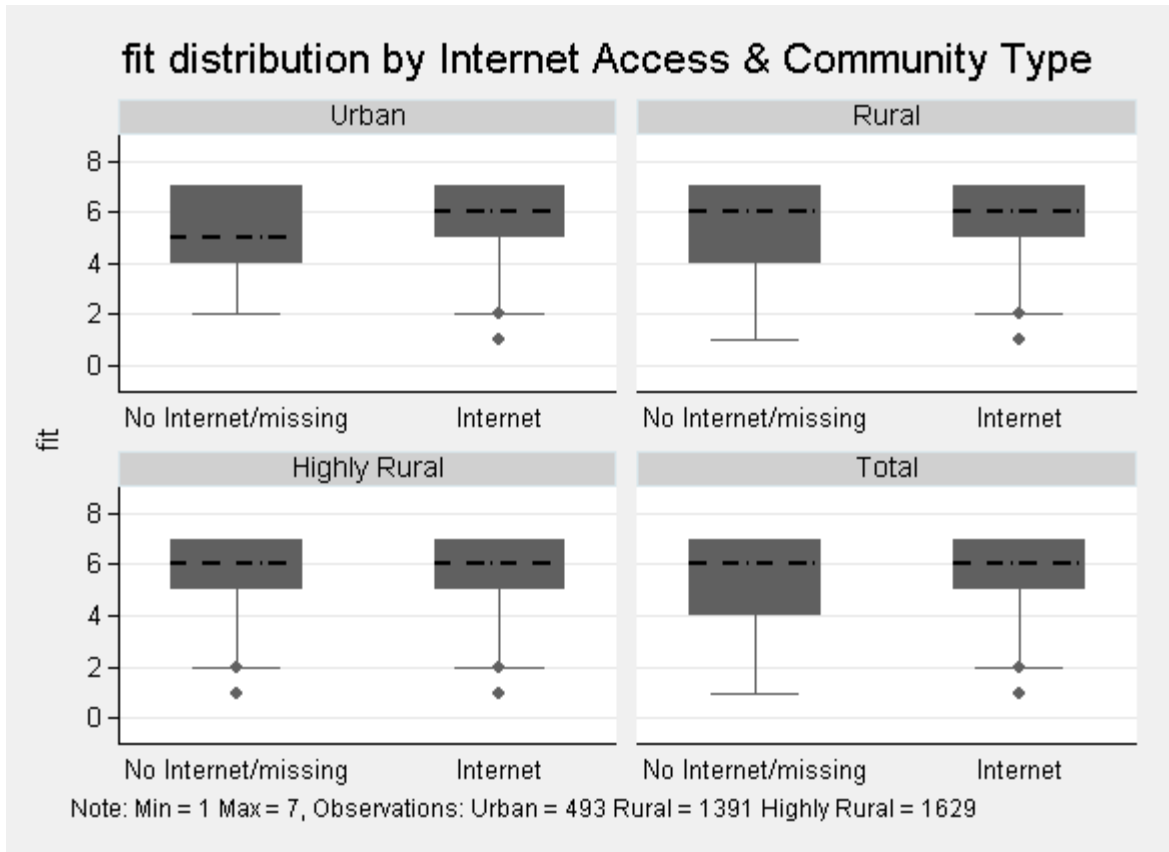 fit distribution by Internet Access & Community Type
Urban
Rural
8
6
4
2
0
No Internet/missing
Internet
No Internet/missing
Internet
fit
Highly Rural
Total
8
6
4
2
0
No Internet/missing
Internet
No Internet/missing
Internet
Note: Min = 1 Max = 7, Observations: Urban = 493 Rural = 1391 Highly Rural = 1629